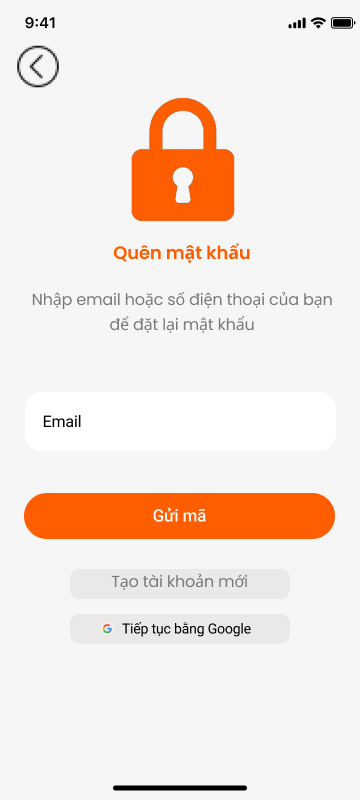 9:41
Quên mật khẩu
Nhập email hoặc số điện thoại của bạn
để đặt lại mật khẩu
Email
Gửi mã
Tạo tài khoản mới
Tiếp tục bằng Google